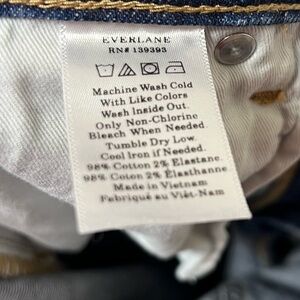 EVERLANE
RN# 139393
Machine Wash Cold
With Like Colors
Wash Inside Out.
Only Non-Chlorine
Bleach When Needed.
Tumble Dry Low.
Cool Iron if Needed.
98% Cotton 2% Elastane.
98% Coton 2% Élasthanne
Made in Vietnam
Fabriqué au Viêt-Nam